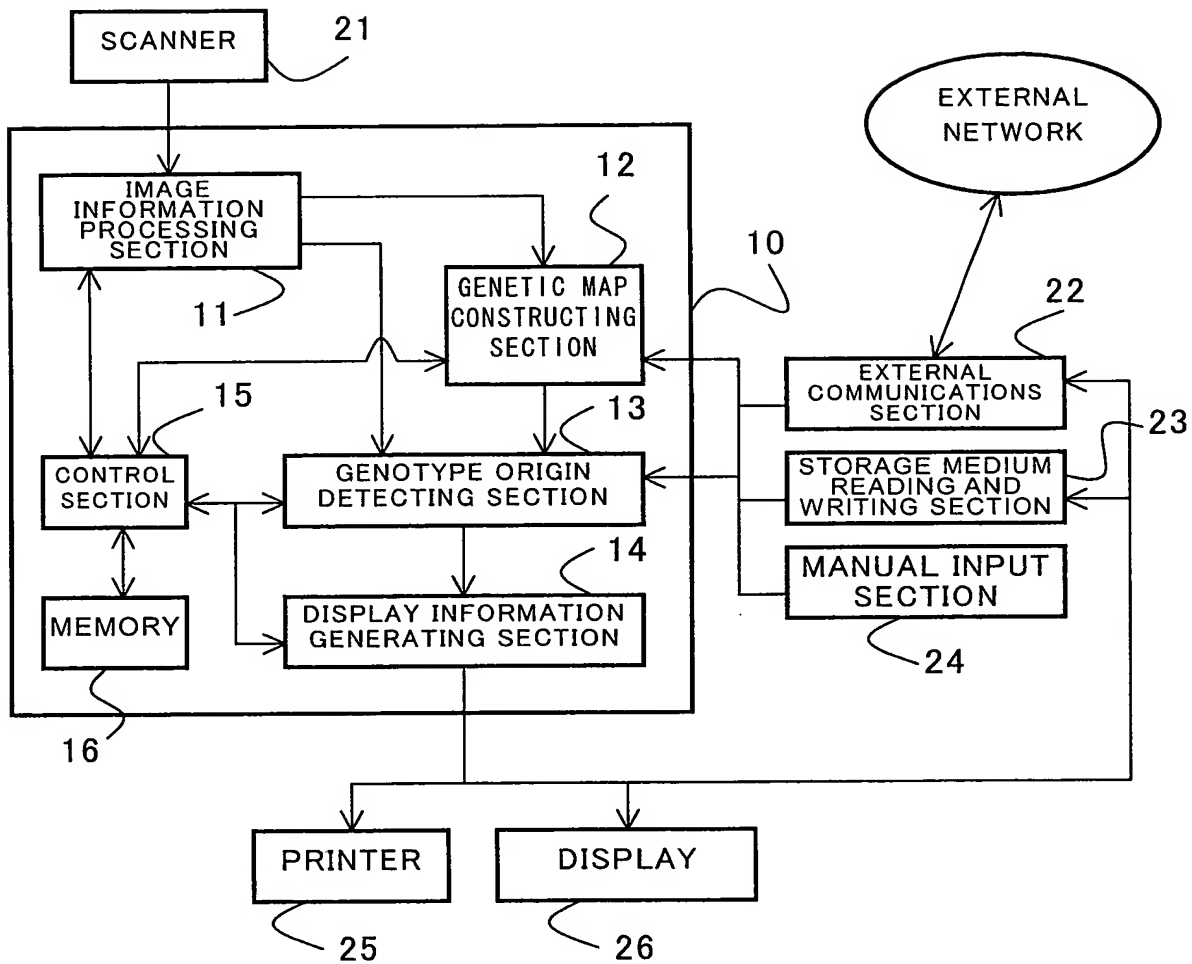 SCANNER
21
EXTERNAL
NETWORK
IMAGE
INFORMATION
PROCESSING
SECTION
11
12
GENETIC MAP
CONSTRUCTING
SECTION
10
22
EXTERNAL
COMMUNICATIONS
SECTION
15
CONTROL
SECTION
13
GENOTYPE ORIGIN
DETECTING SECTION
23
STORAGE MEDIUM
READING AND
WRITING SECTION
14
DISPLAY INFORMATION
GENERATING SECTION
MANUAL INPUT
SECTION
24
MEMORY
16
PRINTER
25
DISPLAY
26